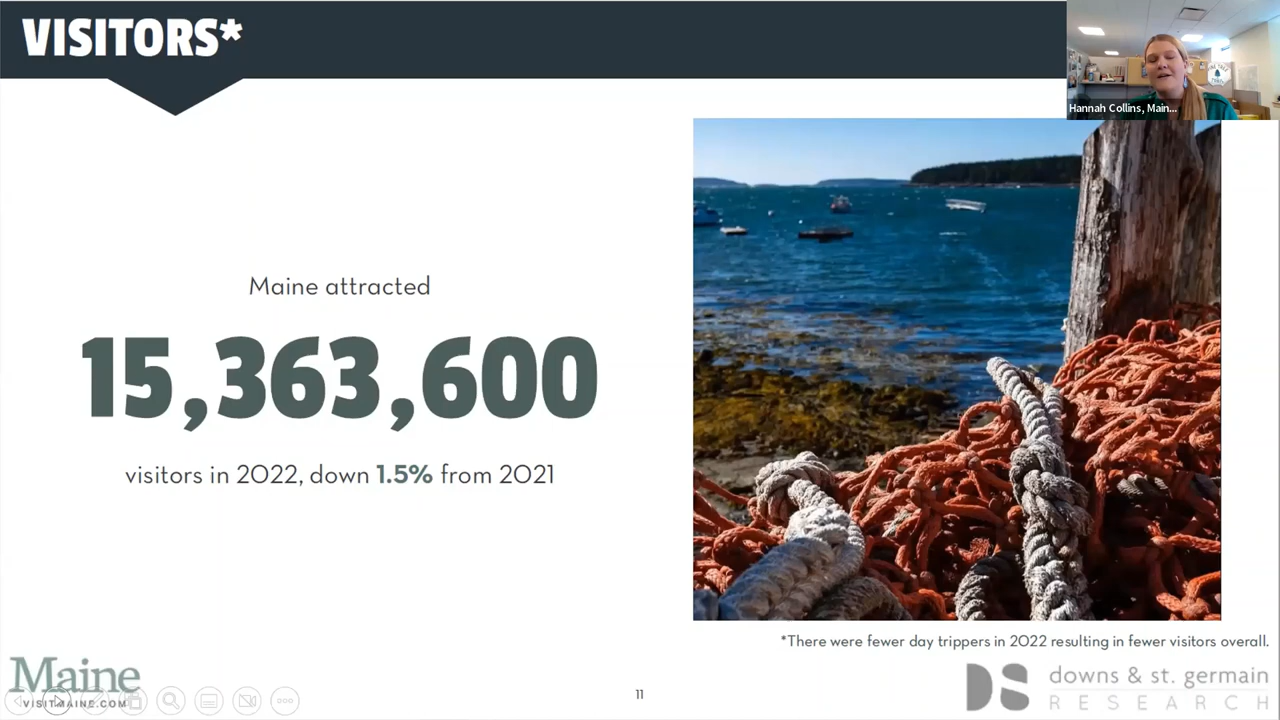 VISITORS*
Hannah Collins, Main...
Maine attracted
15,363,600
visitors in 2022, down 1.5% from 2021
*There were fewer day trippers in 2022 resulting in fewer visitors overall.
Maine
VISITMAINE.COM
11
DS
downs & st. germain
RESEARCH